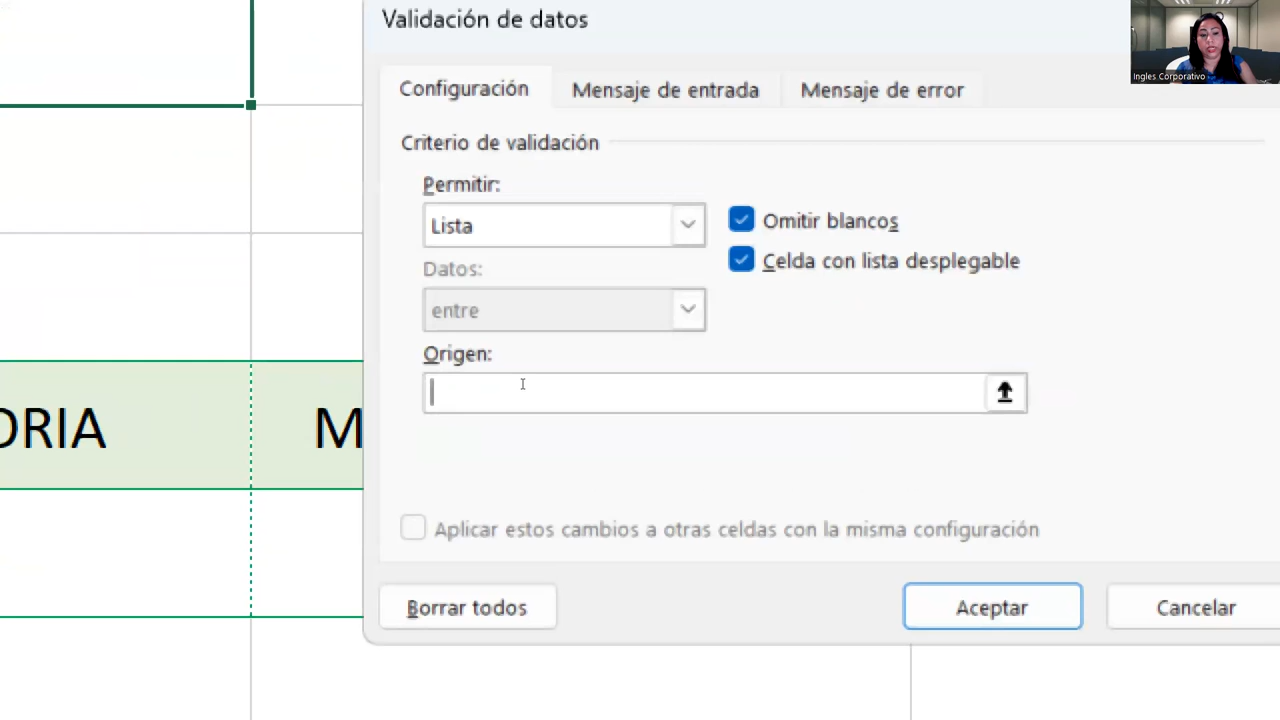 Validación de datos
Configuración
Mensaje de entrada
Mensaje de error
Ingles Corporativo
Criterio de validación
Permitir:
Lista
Omitir blancos
Datos:
Celda con lista desplegable
entre
Origen:
ORIA
M
Aplicar estos cambios a otras celdas con la misma configuración
Borrar todos
Aceptar
Cancelar